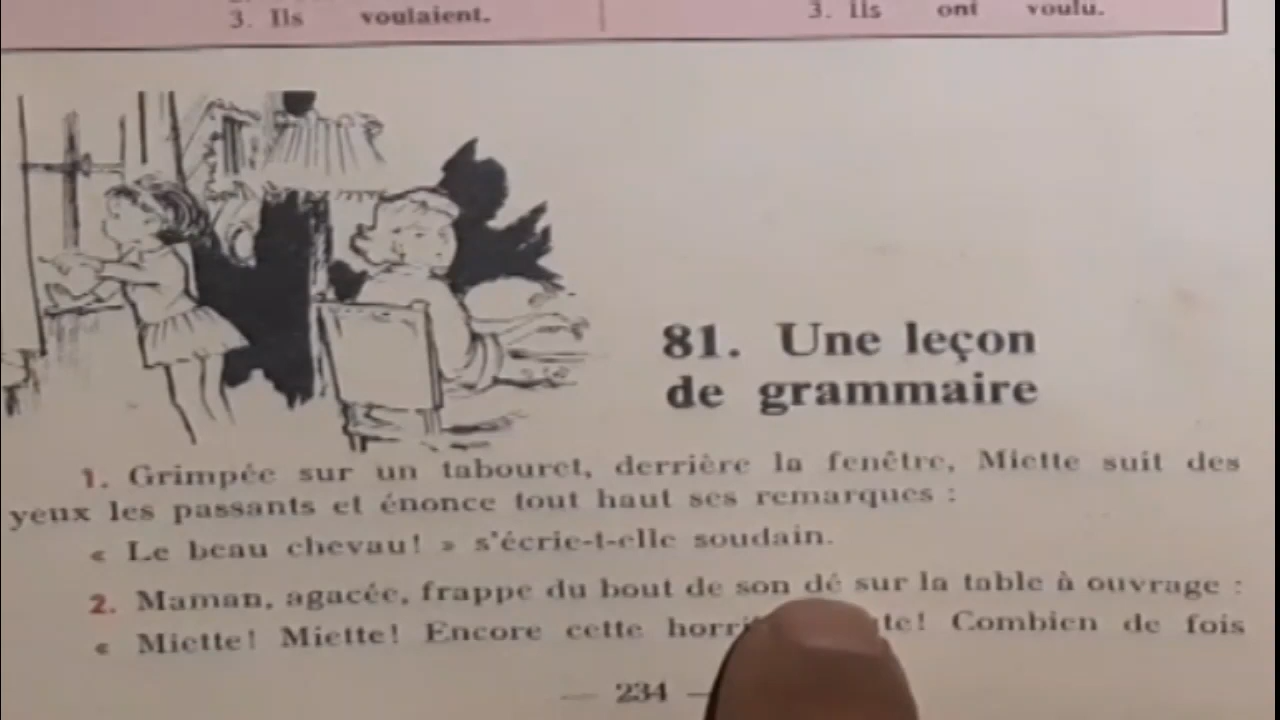 3. Ils voulaient.
3. Ils ont voulu.
81. Une leçon
de grammaire
1. Grimpée sur un tabouret, derrière la fenêtre, Miette suit des
yeux les passants et énonce tout haut ses remarques :
« Le beau chevau! » s'écrie-t-elle soudain.
2. Maman, agacée, frappe du bout de son dé sur la table à ouvrage :
« Miette! Miette! Encore cette Combien de fois
— 234 —